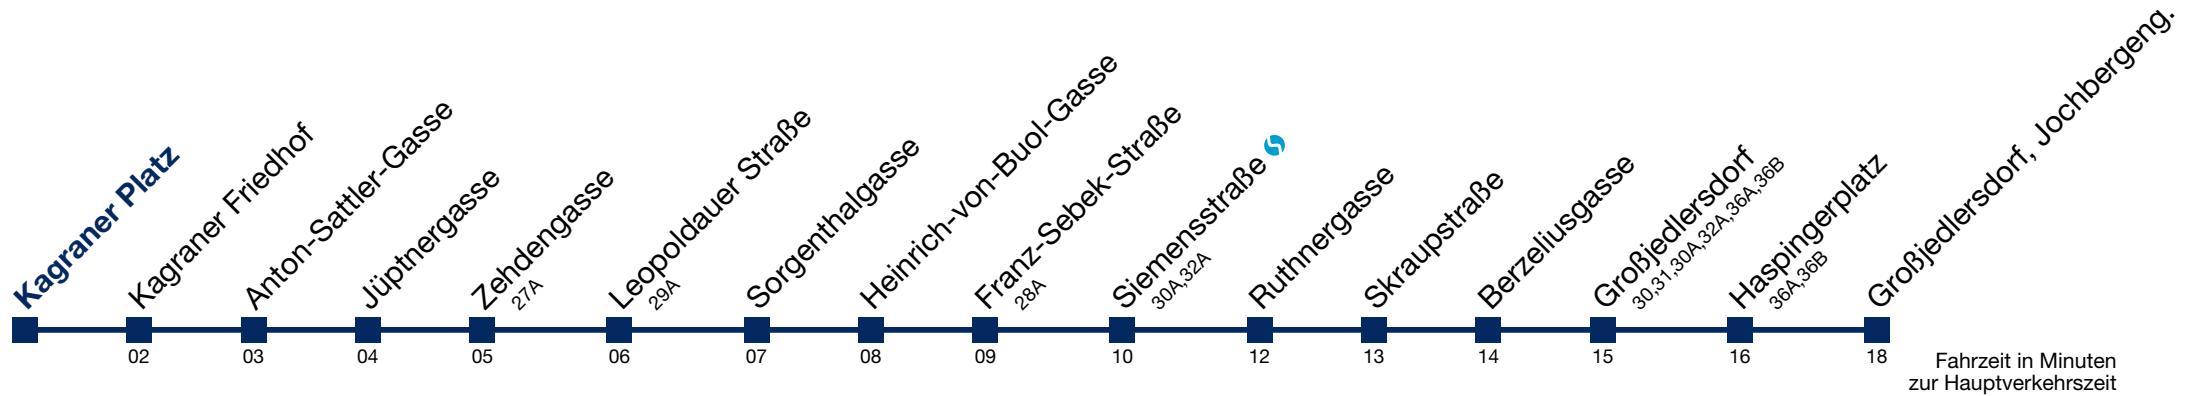 Kagraner Platz
Kagraner Friedhof
Anton-Sattler-Gasse
Jüptnergasse
Zehdengasse
27A
Leopoldauer Straße
29A
Sorgenthalgasse
Heinrich-von-Buol-Gasse
Franz-Sebek-Straße
28A
Siemensstraße
30A,32A
Ruthnergasse
Skraupstraße
Berzeliusgasse
Großjedlersdorf
30,31,30A,32A,36A,36B
Haspingerplatz
36A,36B
Großjedlersdorf, Jochbergeng.
02 03 04 05 06 07 08 09 10 12 13 14 15 16 18
Fahrzeit in Minuten
zur Hauptverkehrszeit